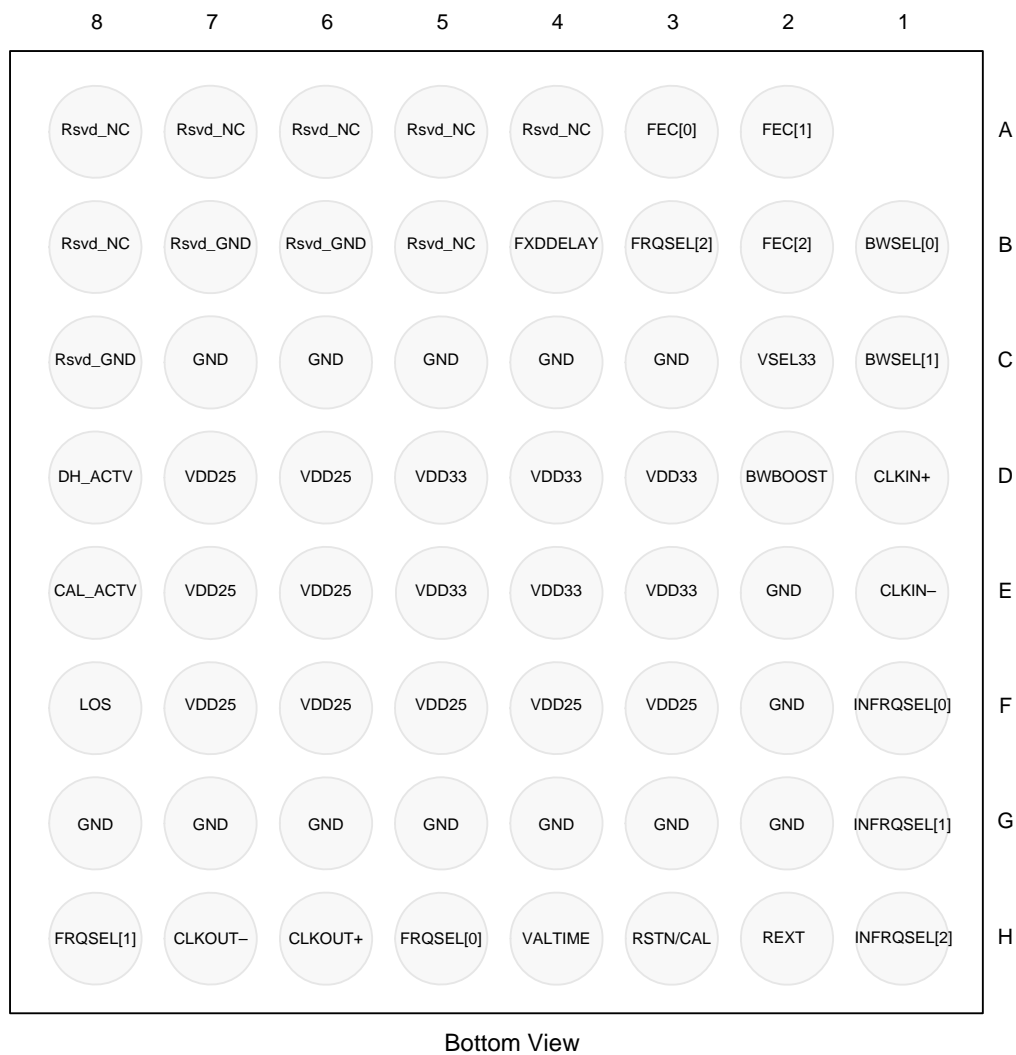 8 7 6 5 4 3 2 1
Rsvd_NC Rsvd_NC Rsvd_NC Rsvd_NC Rsvd_NC FEC[0] FEC[1] A
Rsvd_NC Rsvd_GND Rsvd_GND Rsvd_NC FXDDELAY FRQSEL[2] FEC[2] BWSEL[0] B
Rsvd_GND GND GND GND GND GND VSEL33 BWSEL[1] C
DH_ACTV VDD25 VDD25 VDD33 VDD33 VDD33 BWBOOST CLKIN+ D
CAL_ACTV VDD25 VDD25 VDD33 VDD33 VDD33 GND CLKIN– E
LOS VDD25 VDD25 VDD25 VDD25 VDD25 GND INFRQSEL[0] F
GND GND GND GND GND GND GND INFRQSEL[1] G
FRQSEL[1] CLKOUT– CLKOUT+ FRQSEL[0] VALTIME RSTN/CAL REXT INFRQSEL[2] H
Bottom View